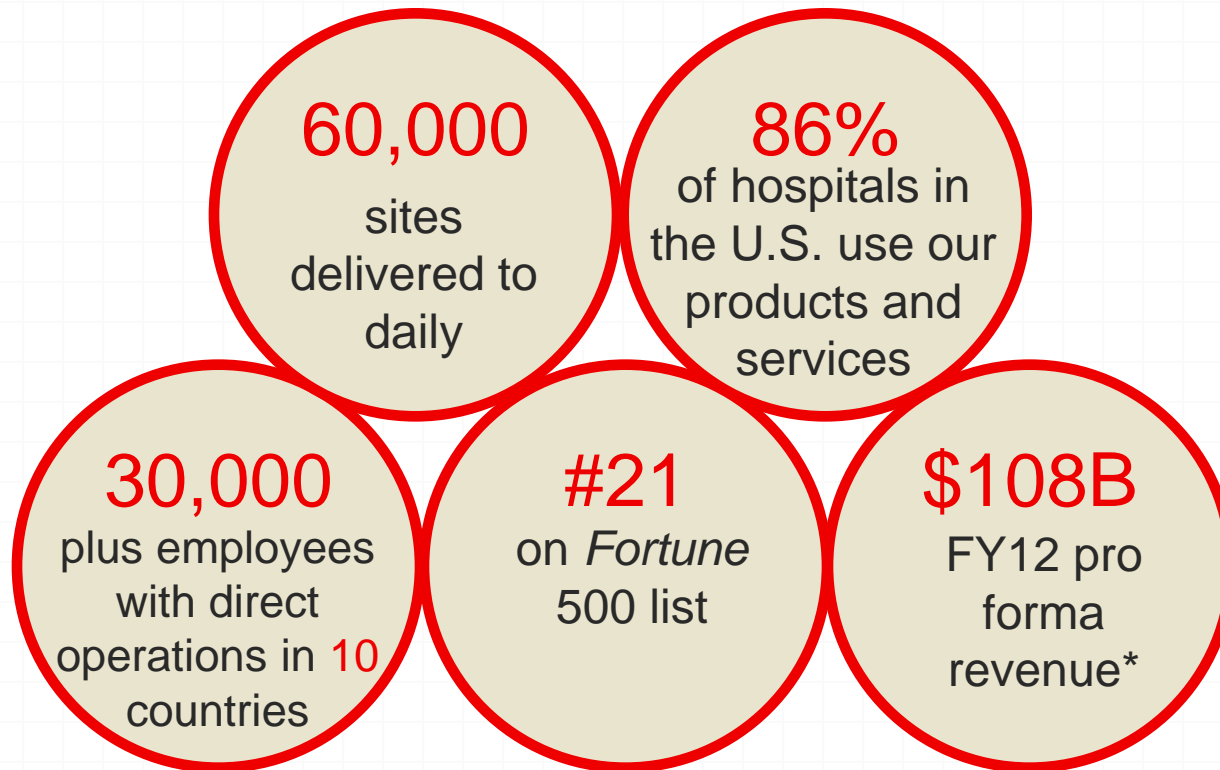 60,000
sites
delivered to
daily
86%
of hospitals in
the U.S. use our
products and
services
30,000
plus employees
with direct
operations in 10
countries
#21
on Fortune
500 list
$108B
FY12 pro
forma
revenue*